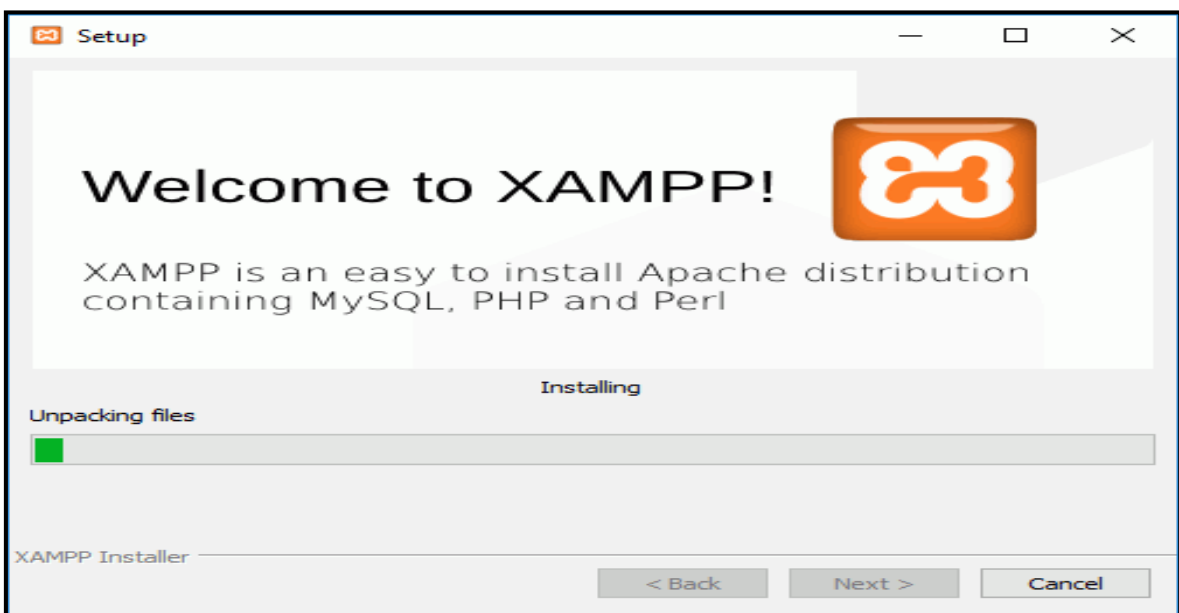 Setup
Welcome to XAMPP!
XAMPP is an easy to install Apache distribution
containing MySQL, PHP and Perl
Installing
Unpacking files
XAMPP Installer
< Back
Next >
Cancel